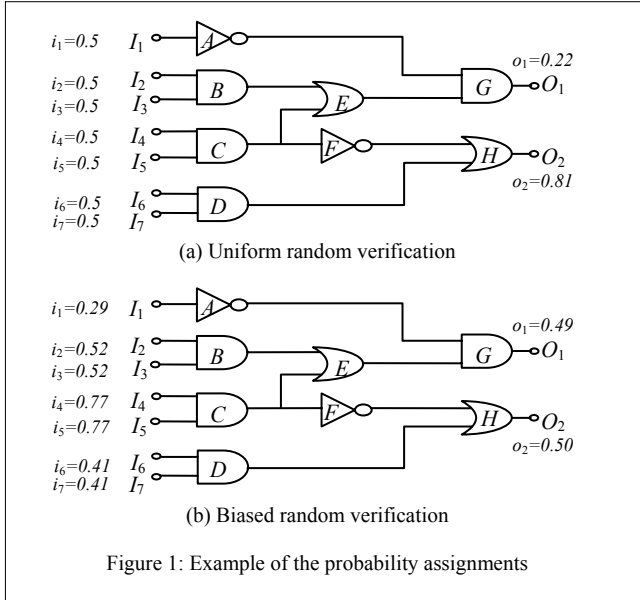 i1=0.5 I1 A o1=0.22
i2=0.5 I2 B E G O1
i3=0.5 I3
i4=0.5 I4 C F H O2
i5=0.5 I5 o2=0.81
i6=0.5 I6 D
i7=0.5 I7
(a) Uniform random verification
i1=0.29 I1 A o1=0.49
i2=0.52 I2 B E G O1
i3=0.52 I3
i4=0.77 I4 C F H O2
i5=0.77 I5 o2=0.50
i6=0.41 I6 D
i7=0.41 I7
(b) Biased random verification
Figure 1: Example of the probability assignments